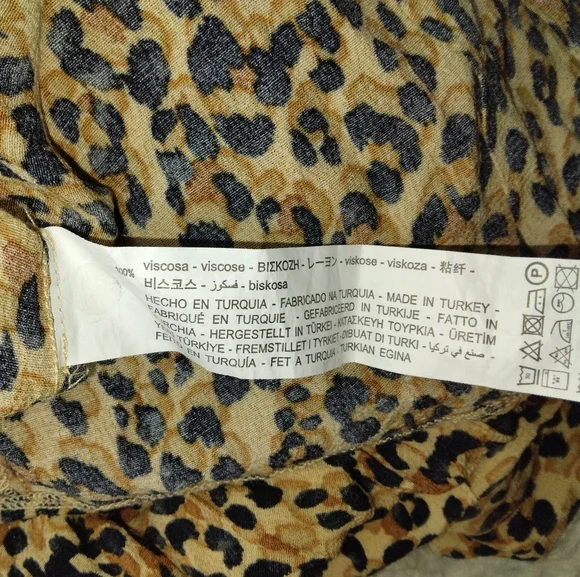 100% viscosa - viscose - ΒΙΣΚΟΖΗ - レーヨン - viskose - viskoza - 粘纤 -
비스코스 - فسكوز - biskosa
HECHO EN TURQUIA - FABRICADO NA TURQUIA - MADE IN TURKEY -
FABRIQUÉ EN TURQUIE - GEFABRICEERD IN TURKIJE - FATTO IN
TURCHIA - HERGESTELLT IN TÜRKEI - ΚΑΤΑΣΚΕΥΗ ΤΟΥΡΚΙΑ - ÜRETİM
YERİ TÜRKİYE - FREMSTILLET I TYRKET - DIBUAT DI TURKI - صنع في تركيا -
FET EN TURQUÍA - FET A TURQUIA - TURKIAN EGINA
P